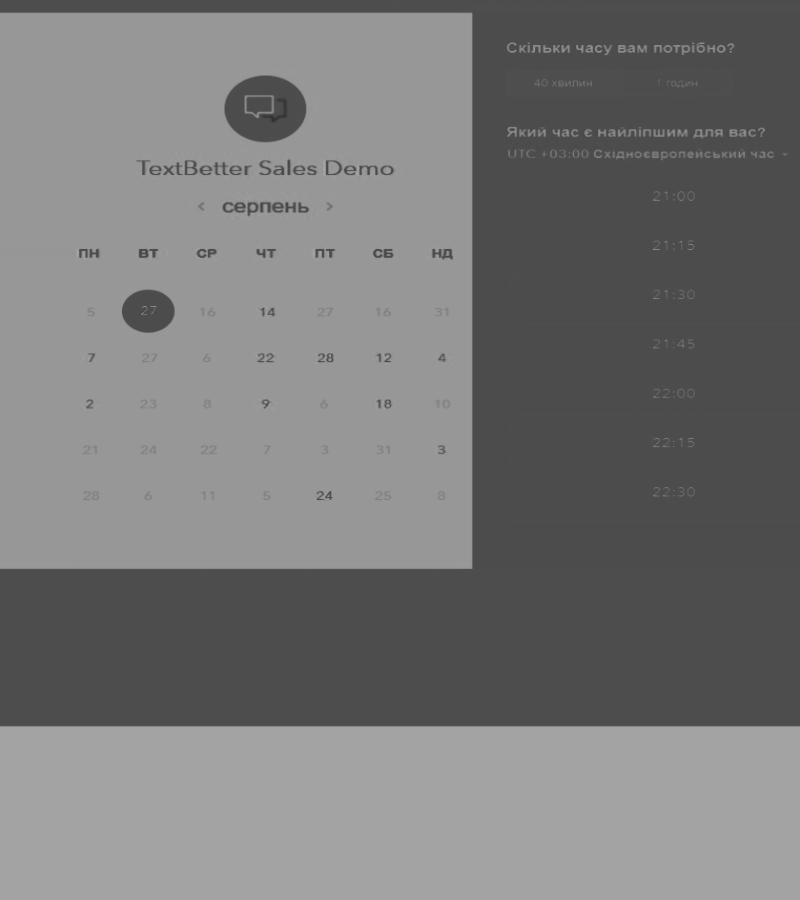 TextBetter Sales Demo
< серпень >
ПН ВТ СР ЧТ ПТ СБ НД
5 27 16 14 27 16 31
7 27 6 22 28 12 4
2 23 8 9 6 18 10
21 24 22 7 3 31 3
28 6 11 5 24 25 8
Скільки часу вам потрібно?
40 хвилин 1 годин
Який час є найліпшим для вас?
UTC +03:00 Східноєвропейський час
21:00
21:15
21:30
21:45
22:00
22:15
22:30